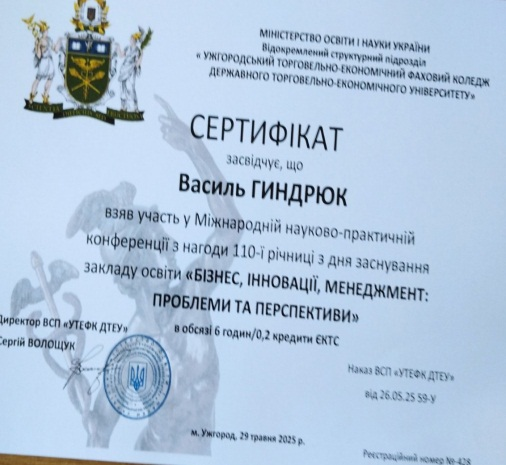 МІНІСТЕРСТВО ОСВІТИ І НАУКИ УКРАЇНИ
Відокремлений структурний підрозділ
« УЖГОРОДСЬКИЙ ТОРГОВЕЛЬНО-ЕКОНОМІЧНИЙ ФАХОВИЙ КОЛЕДЖ
ДЕРЖАВНОГО ТОРГОВЕЛЬНО-ЕКОНОМІЧНОГО УНІВЕРСИТЕТУ»
СЕРТИФІКАТ
засвідчує, що
Василь ГИНДРЮК
взяв участь у Міжнародній науково-практичній
конференції з нагоди 110-ї річниці з дня заснування
закладу освіти «БІЗНЕС, ІННОВАЦІЇ, МЕНЕДЖМЕНТ:
ПРОБЛЕМИ ТА ПЕРСПЕКТИВИ»
в обсязі 6 годин/0,2 кредити ЄКТС
Директор ВСП «УТЕФК ДТЕУ»
Сергій ВОЛОЩУК
Наказ ВСП «УТЕФК ДТЕУ»
від 26.05.25 59-У
м. Ужгород, 29 травня 2025 р.
Реєстраційний номер № 428